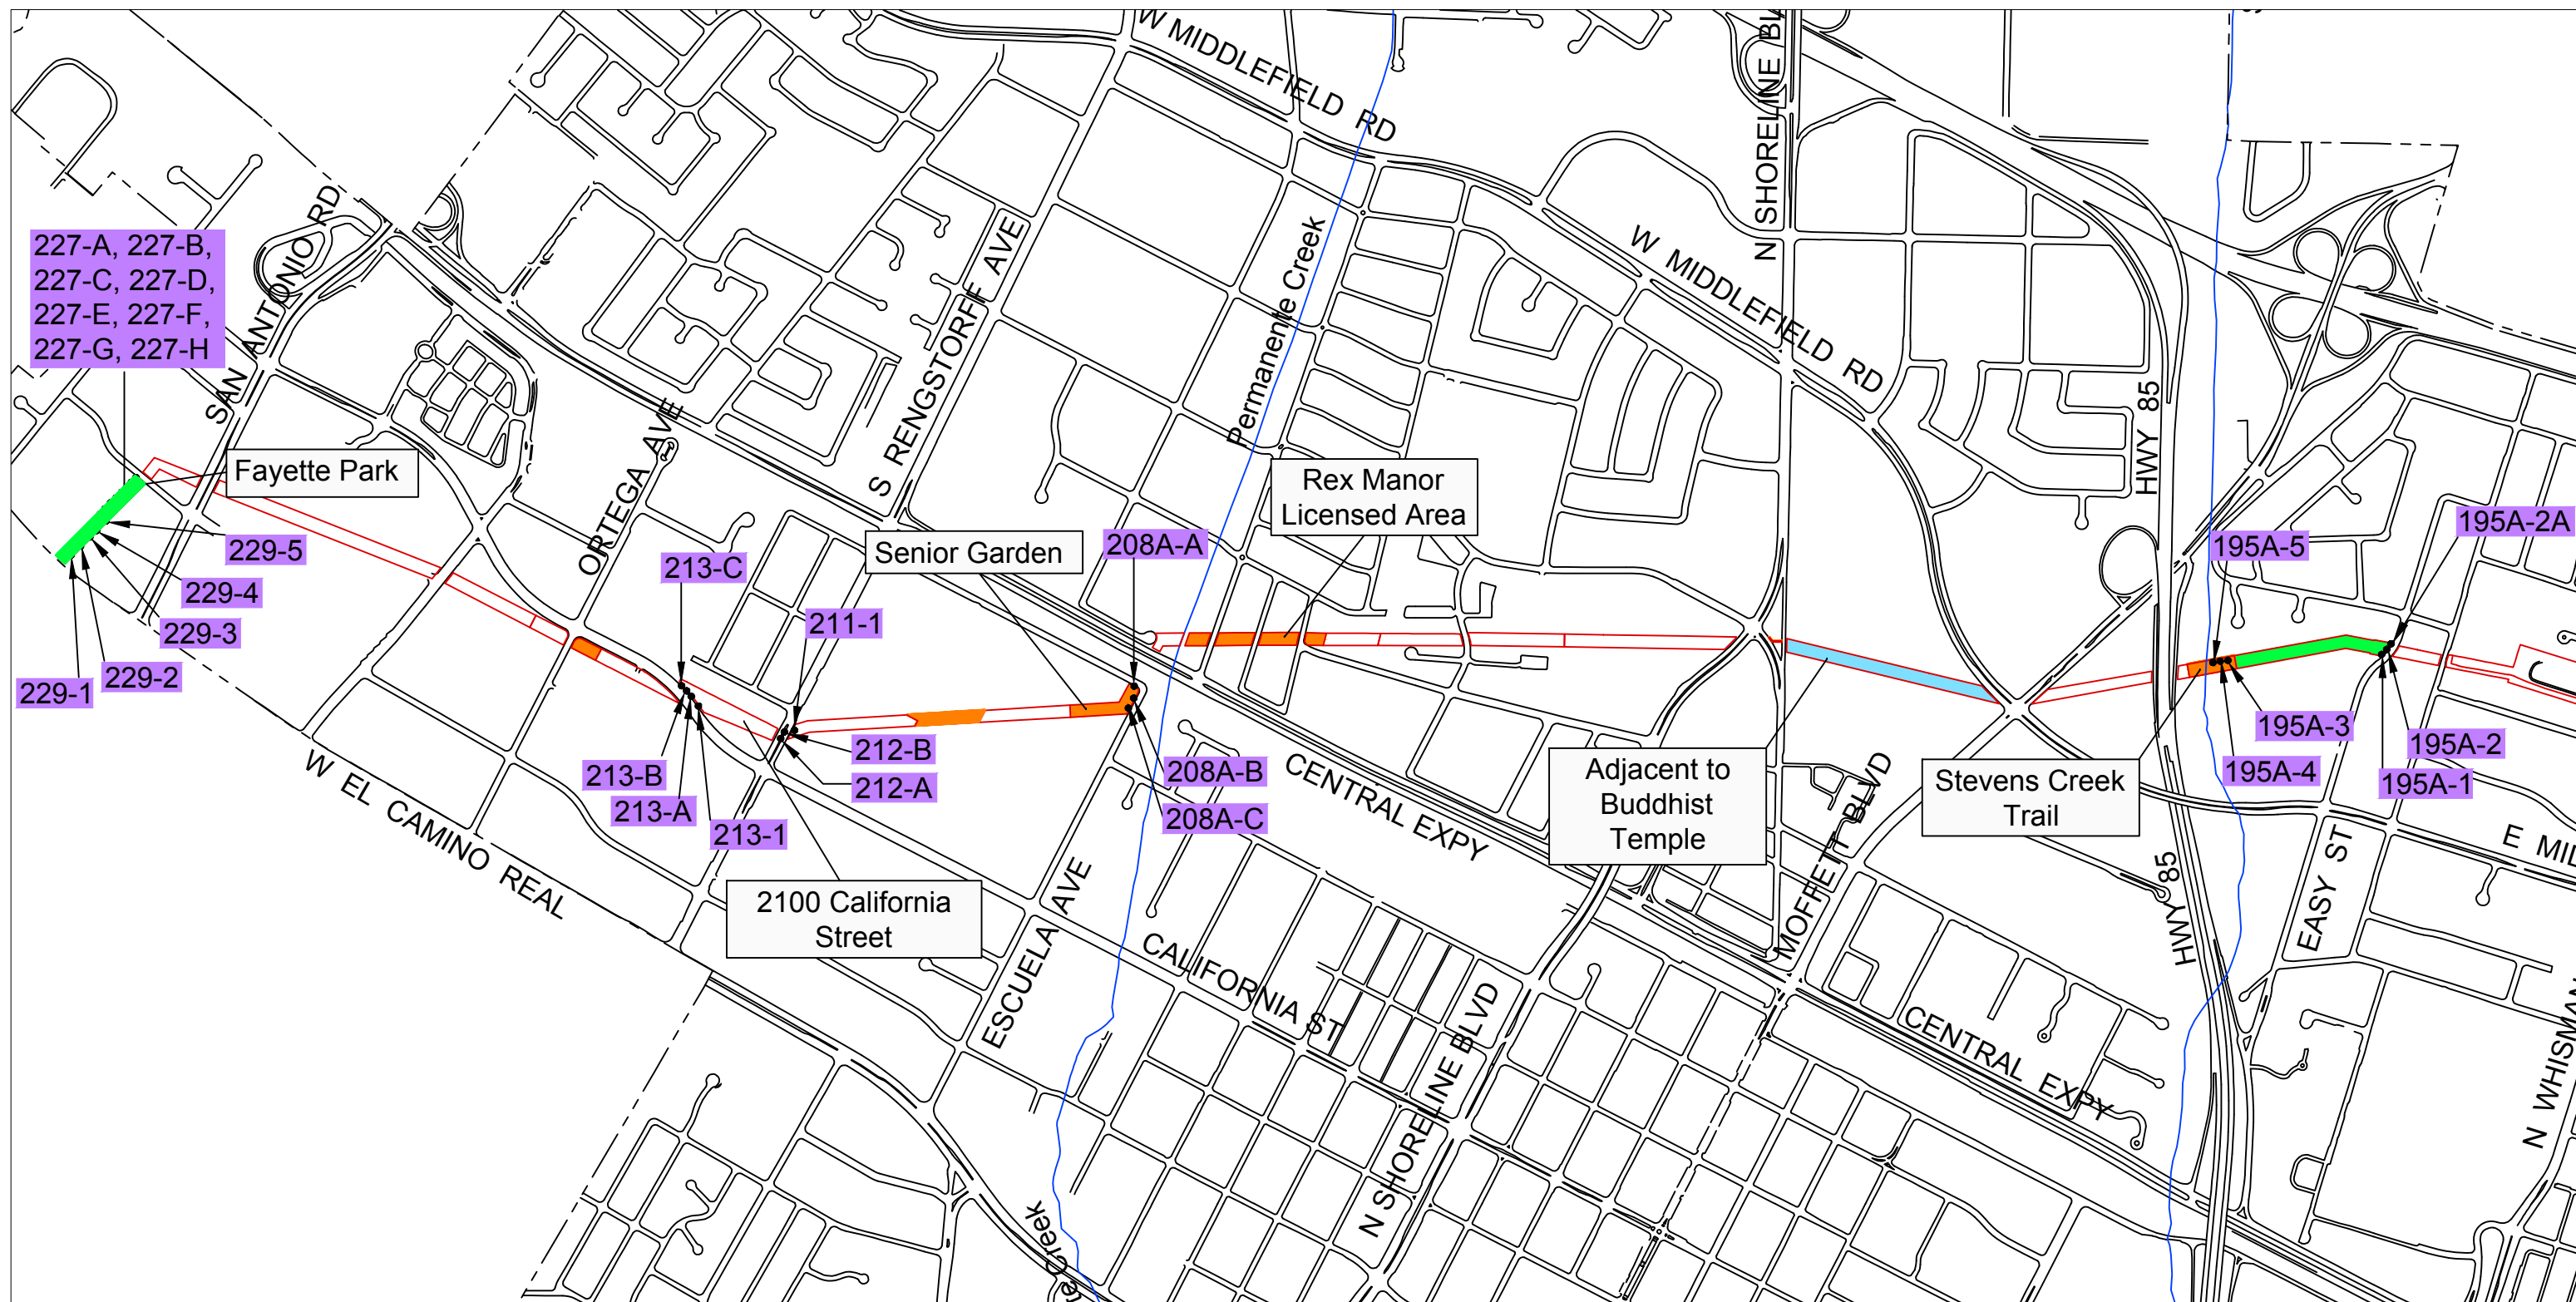 W MIDDLEFIELD RD
N SHORELINE BL
227-A, 227-B,
227-C, 227-D,
227-E, 227-F,
227-G, 227-H
SAN ANTONIO RD
Fayette Park
229-5
229-4
229-3
229-2
229-1
ORTEGA AVE
S RENGSTORFF AVE
Permanente Creek
W MIDDLEFIELD RD
HWY 85
Rex Manor
Licensed Area
Senior Garden
208A-A
213-C
211-1
195A-2A
195A-5
212-B
212-A
213-B
213-A
213-1
208A-B
208A-C
195A-3
195A-4
195A-2
195A-1
Adjacent to
Buddhist
Temple
Stevens Creek
Trail
2100 California
Street
W EL CAMINO REAL
CENTRAL EXPY
MOFFETT BLVD
HWY 85
EASY ST
E MID
ESCUELA AVE
CALIFORNIA ST
N SHORELINE BLVD
CENTRAL EXPY
N WHISMAN
te Creek